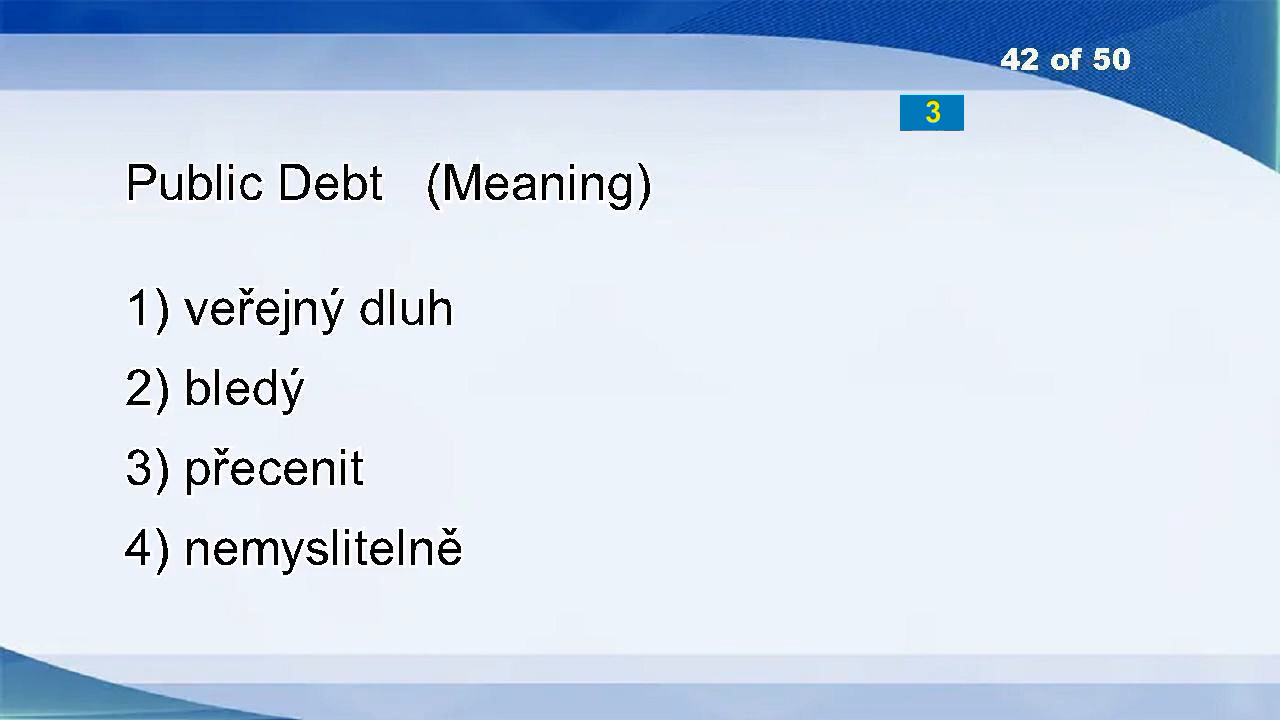 42 of 50
3
Public Debt (Meaning)
1) veřejný dluh
2) bledý
3) přecenit
4) nemyslitelně